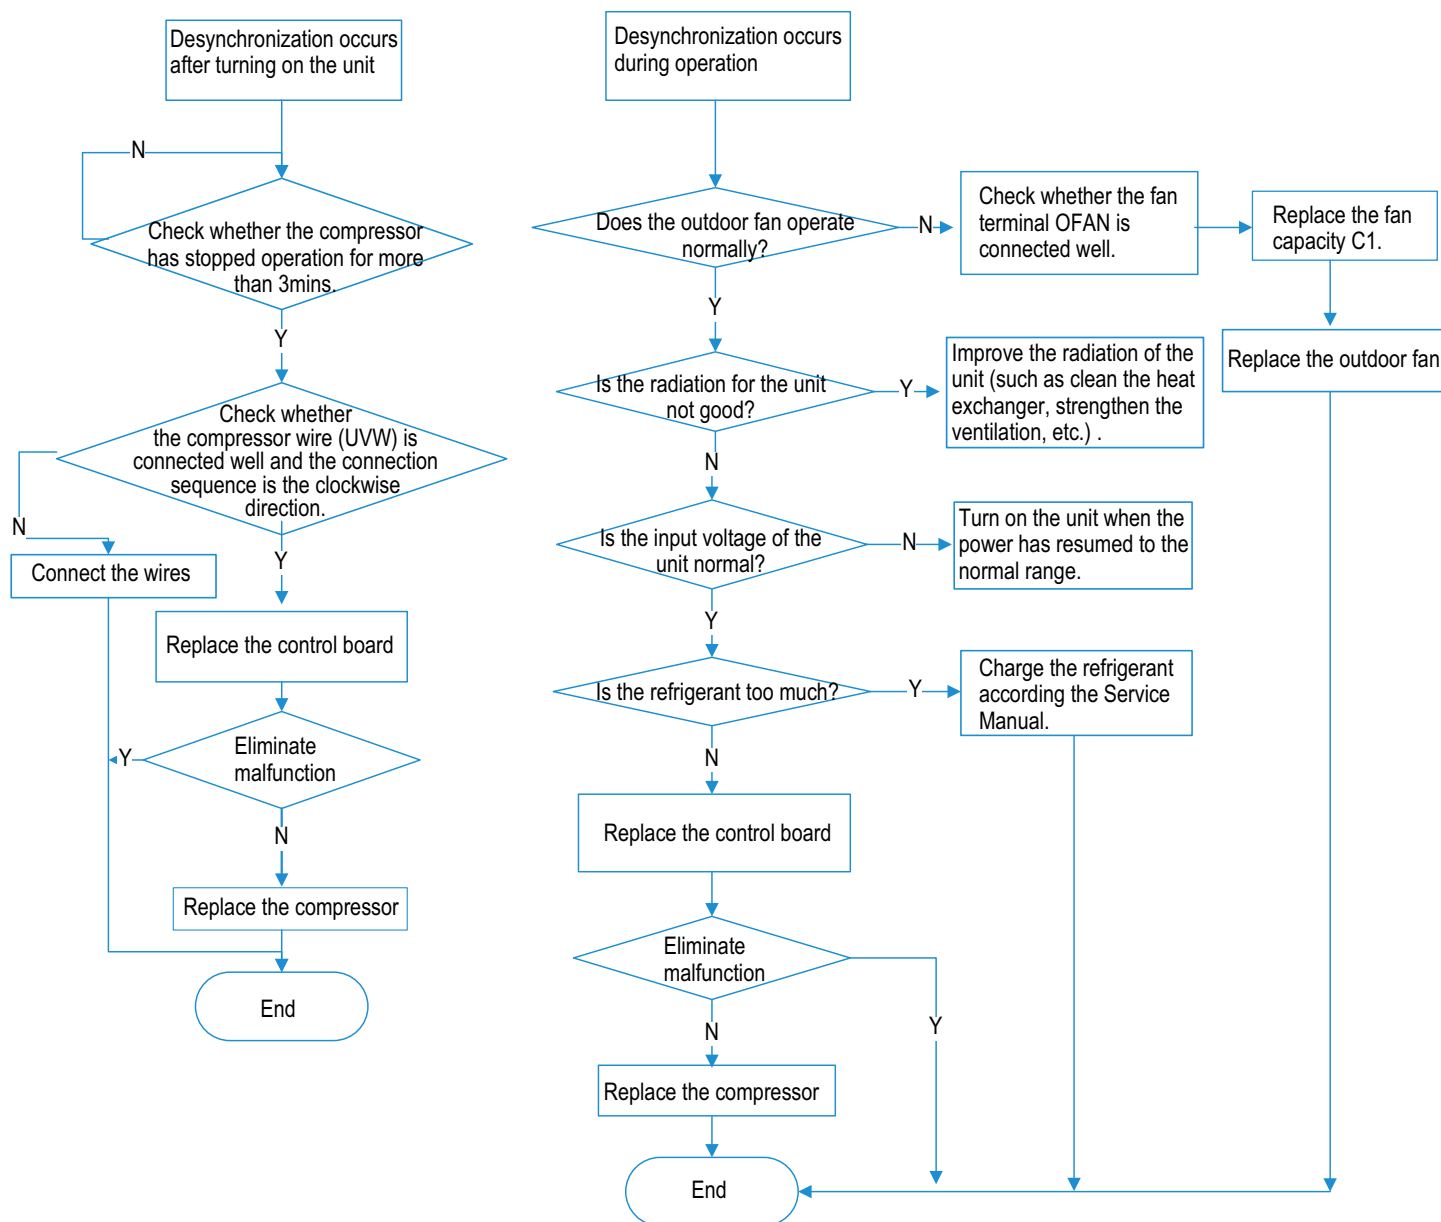 Desynchronization occurs
after turning on the unit
N
Check whether the compressor
has stopped operation for more
than 3mins.
Y
Check whether
the compressor wire (UVW) is
connected well and the connection
sequence is the clockwise
direction.
N
Connect the wires
Y
Replace the control board
Eliminate
malfunction
Y
N
Replace the compressor
End
Desynchronization occurs
during operation
Does the outdoor fan operate
normally?
N
Check whether the fan
terminal OFAN is
connected well.
Replace the fan
capacity C1.
Replace the outdoor fan
Y
Is the radiation for the unit
not good?
Y
Improve the radiation of the
unit (such as clean the heat
exchanger, strengthen the
ventilation, etc.) .
N
Is the input voltage of the
unit normal?
N
Turn on the unit when the
power has resumed to the
normal range.
Y
Is the refrigerant too much?
Y
Charge the refrigerant
according the Service
Manual.
N
Replace the control board
Eliminate
malfunction
Y
N
Replace the compressor
End